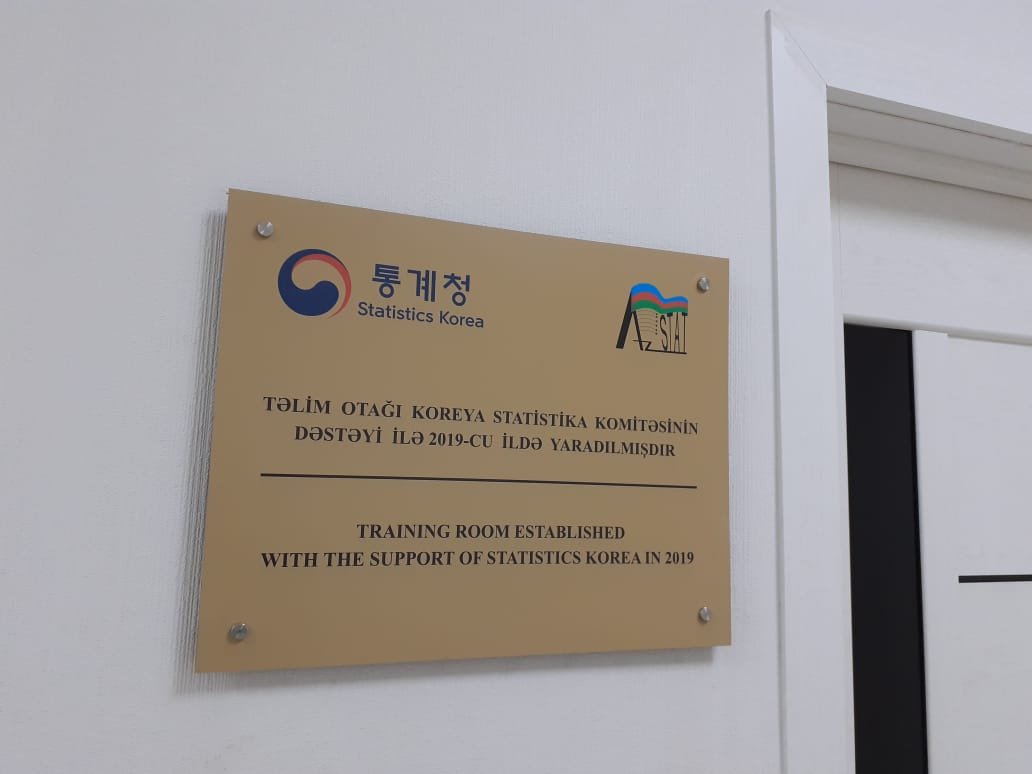 통계청
Statistics Korea
AzSTAT
TƏLİM OTAĞI KOREYA STATİSTİKA KOMİTƏSİNİN
DƏSTƏYİ İLƏ 2019-CU İLDƏ YARADILMIŞDIR
TRAINING ROOM ESTABLISHED
WITH THE SUPPORT OF STATISTICS KOREA IN 2019